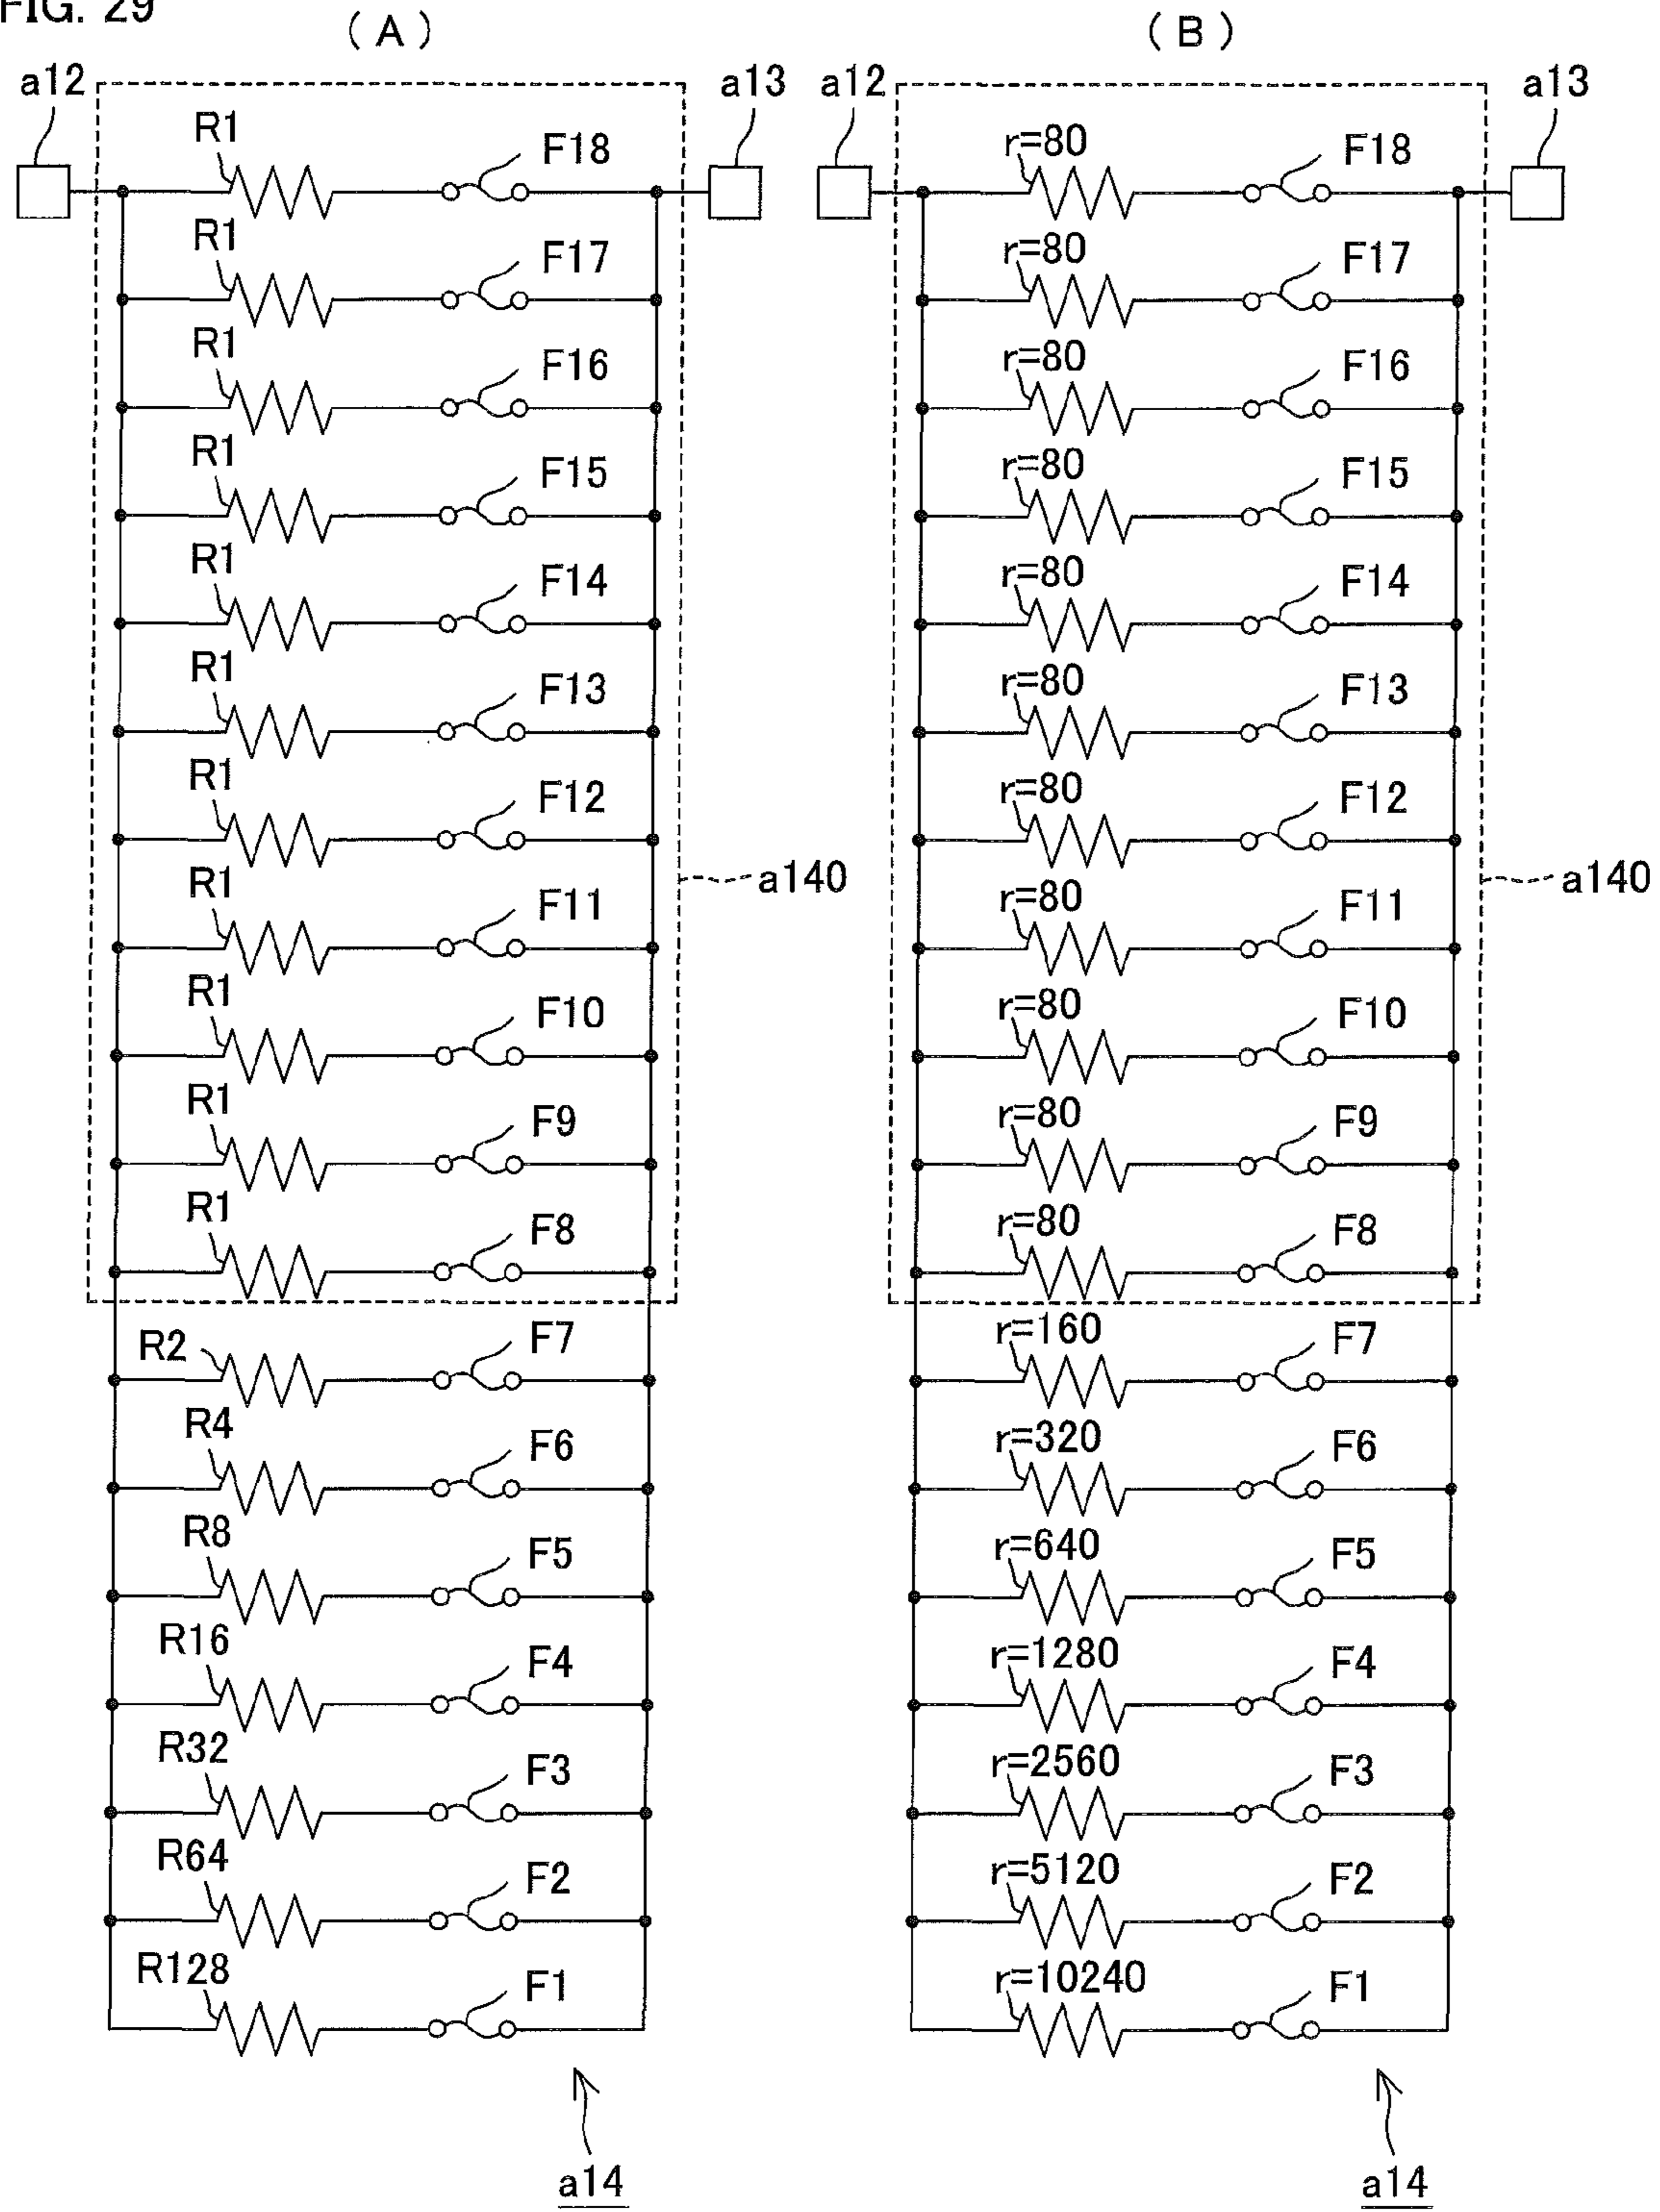 FIG. 29
(A)
(B)
a12
a13
a12
a13
R1
F18
r=80
F18
R1
F17
r=80
F17
R1
F16
r=80
F16
R1
F15
r=80
F15
R1
F14
r=80
F14
R1
F13
r=80
F13
R1
F12
r=80
F12
R1
F11
a140
r=80
F11
a140
R1
F10
r=80
F10
R1
F9
r=80
F9
R1
F8
r=80
F8
R2
F7
r=160
F7
R4
F6
r=320
F6
R8
F5
r=640
F5
R16
F4
r=1280
F4
R32
F3
r=2560
F3
R64
F2
r=5120
F2
R128
F1
r=10240
F1
a14
a14